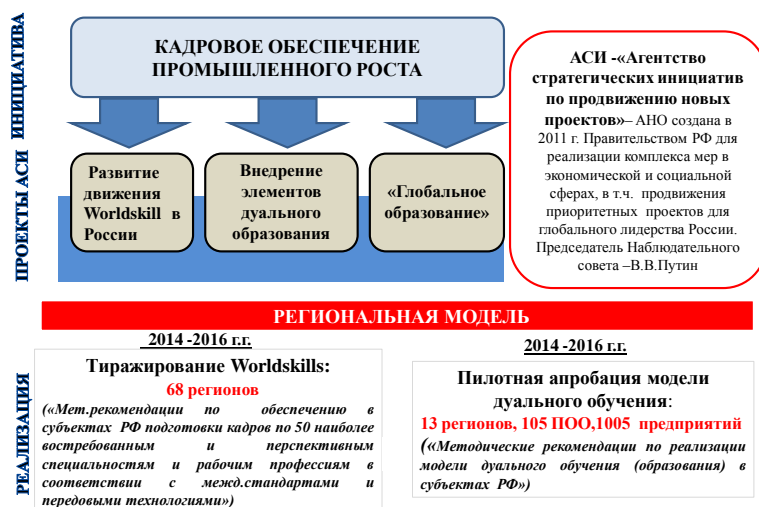 ИНИЦИАТИВА
КАДРОВОЕ ОБЕСПЕЧЕНИЕ
ПРОМЫШЛЕННОГО РОСТА
ПРОЕКТЫ АСИ
Развитие
движения
Worldskill в
России
Внедрение
элементов
дуального
образования
«Глобальное
образование»
АСИ -«Агентство
стратегических инициатив
по продвижению новых
проектов»– АНО создана в
2011 г. Правительством РФ для
реализации комплекса мер в
экономической и социальной
сферах, в т.ч. продвижения
приоритетных проектов для
глобального лидерства России.
Председатель Наблюдательного
совета –В.В.Путин
РЕГИОНАЛЬНАЯ МОДЕЛЬ
РЕАЛИЗАЦИЯ
2014 -2016 г.г.
Тиражирование Worldskills:
68 регионов
(«Мет.рекомендации по обеспечению в
субъектах РФ подготовки кадров по 50 наиболее
востребованным и перспективным
специальностям и рабочим профессиям в
соответствии с межд.стандартами и
передовыми технологиями»)
2014 -2016 г.г.
Пилотная апробация модели
дуального обучения:
13 регионов, 105 ПОО,1005 предприятий
(«Методические рекомендации по реализации
модели дуального обучения (образования) в
субъектах РФ»)